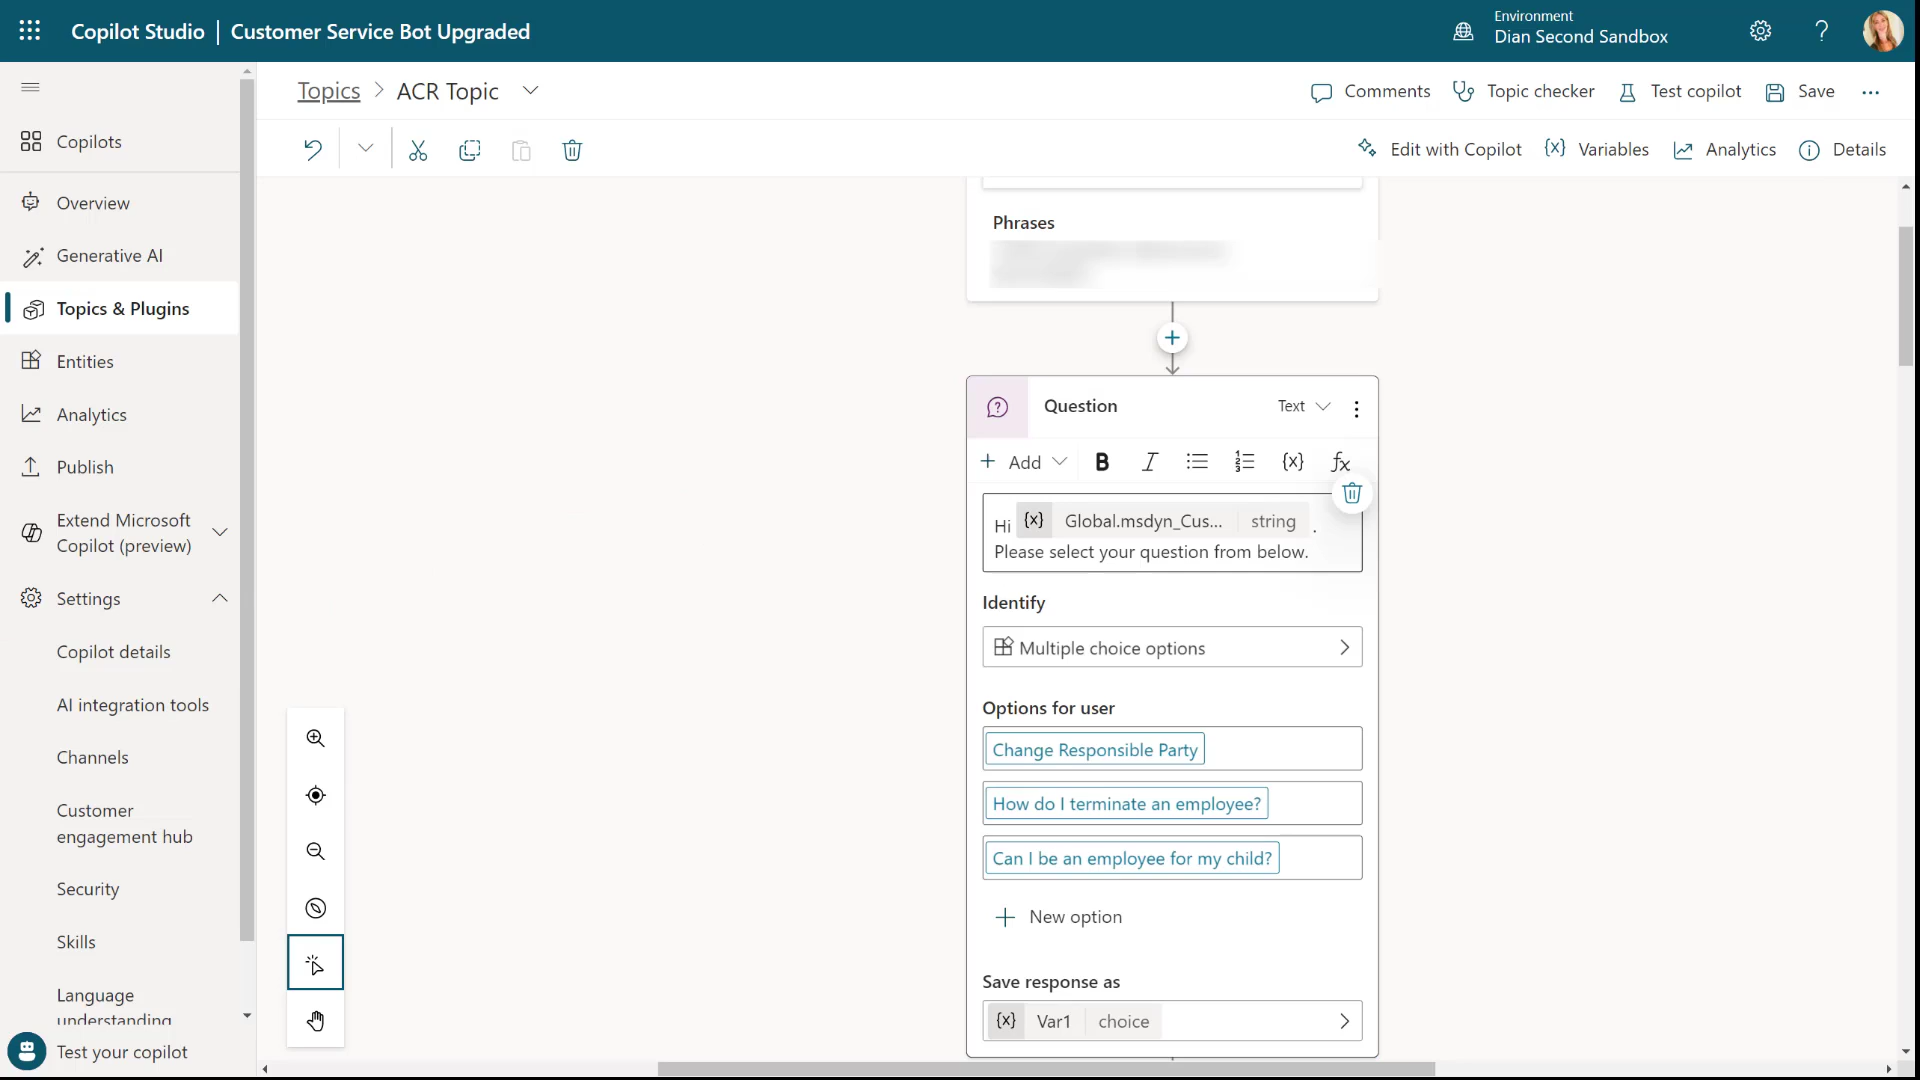 Copilot Studio | Customer Service Bot Upgraded
Environment
Dian Second Sandbox
Topics > ACR Topic
Comments
Topic checker
Test copilot
Save
Edit with Copilot
Variables
Analytics
Details
Copilots
Overview
Generative AI
Topics & Plugins
Entities
Analytics
Publish
Extend Microsoft
Copilot (preview)
Settings
Copilot details
AI integration tools
Channels
Customer
engagement hub
Security
Skills
Language
understanding
Test your copilot
Phrases
Question
Text
Add
Hi {x} Global.msdyn_Cus... string .
Please select your question from below.
Identify
Multiple choice options
Options for user
Change Responsible Party
How do I terminate an employee?
Can I be an employee for my child?
New option
Save response as
{x} Var1 choice